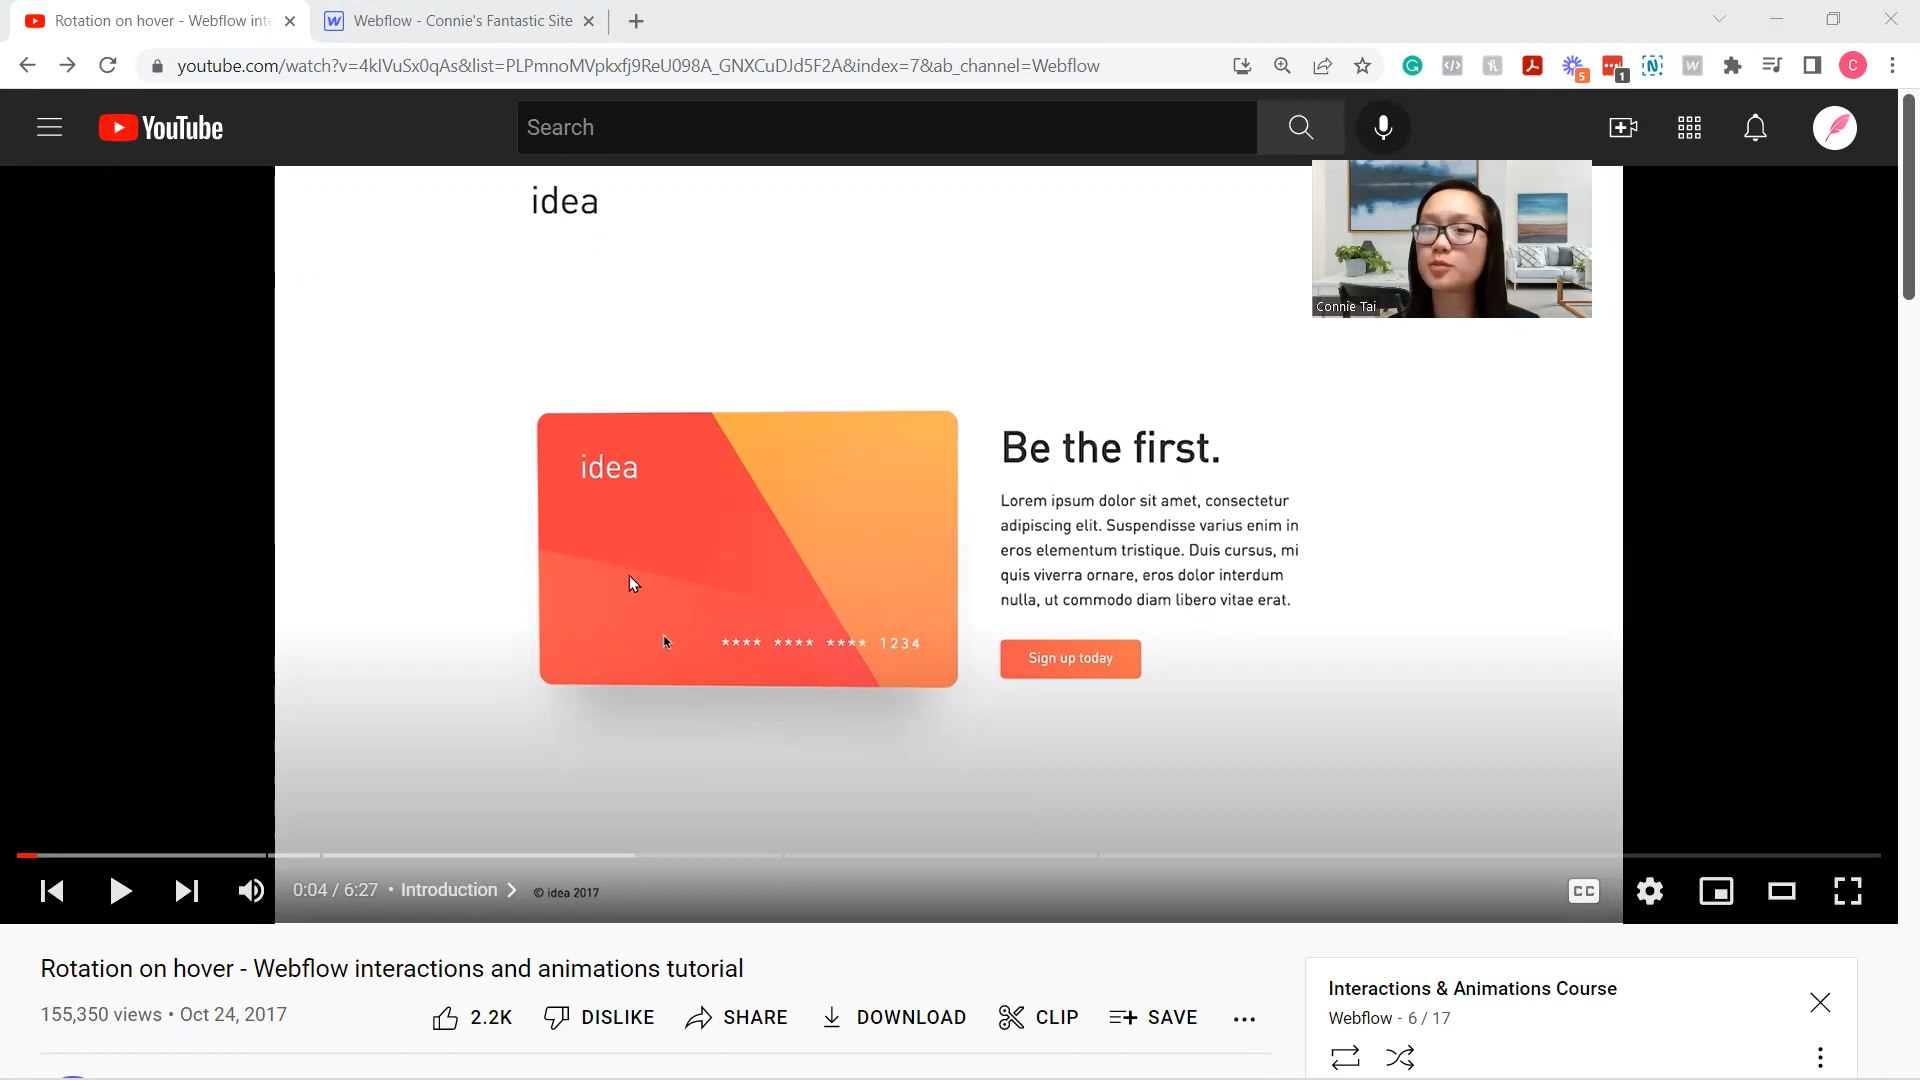 Rotation on hover - Webflow inte
Webflow - Connie's Fantastic Site
youtube.com/watch?v=4kIVuSx0qAs&list=PLPmnoMVpkxfj9ReU098A_GNXCuDJd5F2A&index=7&ab_channel=Webflow
5
1
C
YouTube
Search
idea
Connie Tai
idea
**** **** **** 1234
Be the first.
Lorem ipsum dolor sit amet, consectetur
adipiscing elit. Suspendisse varius enim in
eros elementum tristique. Duis cursus, mi
quis viverra ornare, eros dolor interdum
nulla, ut commodo diam libero vitae erat.
Sign up today
0:04 / 6:27 • Introduction
© idea 2017
CC
Rotation on hover - Webflow interactions and animations tutorial
155,350 views • Oct 24, 2017
2.2K
DISLIKE
SHARE
DOWNLOAD
CLIP
SAVE
Interactions & Animations Course
Webflow - 6 / 17